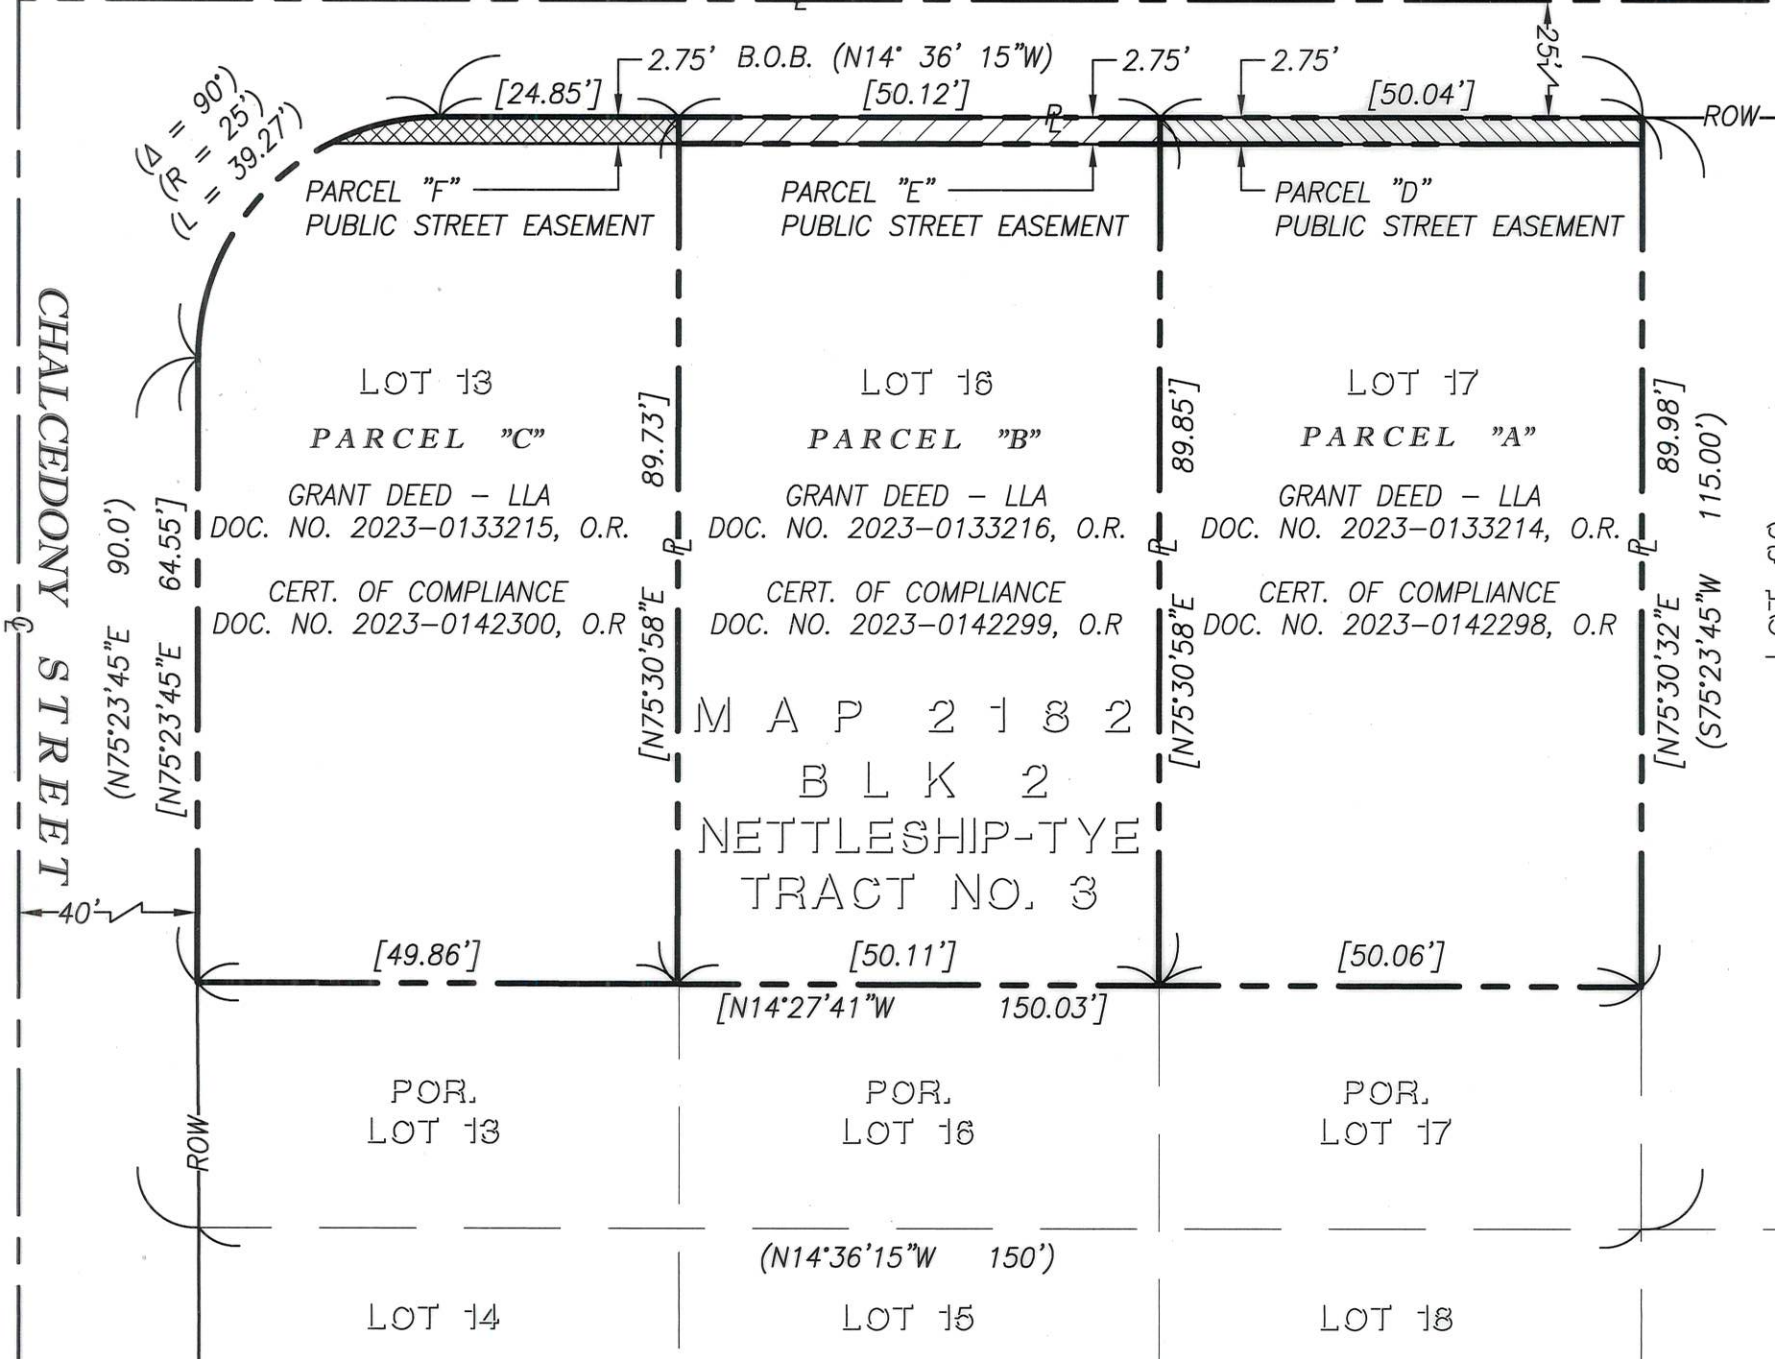 2.75' B.O.B. (N14° 36' 15"W)
2.75'
2.75'
25'
[24.85']
[50.12']
[50.04']
ROW
(Δ = 90°)
(R = 25')
(L = 39.27')
PARCEL "F"
PUBLIC STREET EASEMENT
PARCEL "E"
PUBLIC STREET EASEMENT
PARCEL "D"
PUBLIC STREET EASEMENT
CHALCEDONY STREET
40'
(N75°23'45"E 90.0')
[N75°23'45"E 64.55']
LOT 13
PARCEL "C"
GRANT DEED – LLA
DOC. NO. 2023–0133215, O.R.
CERT. OF COMPLIANCE
DOC. NO. 2023–0142300, O.R
[N75°30'58"E 89.73']
LOT 16
PARCEL "B"
GRANT DEED – LLA
DOC. NO. 2023–0133216, O.R.
CERT. OF COMPLIANCE
DOC. NO. 2023–0142299, O.R
[N75°30'58"E 89.85']
LOT 17
PARCEL "A"
GRANT DEED – LLA
DOC. NO. 2023–0133214, O.R.
CERT. OF COMPLIANCE
DOC. NO. 2023–0142298, O.R
[N75°30'32"E 89.98']
(S75°23'45"W 115.00')
MAP 2182
BLK 2
NETTLESHIP-TYE
TRACT NO. 3
[49.86']
[50.11']
[50.06']
[N14°27'41"W 150.03']
ROW
POR.
LOT 13
POR.
LOT 16
POR.
LOT 17
(N14°36'15"W 150')
LOT 14
LOT 15
LOT 18